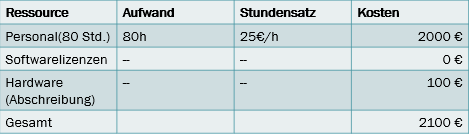 Ressource Aufwand Stundensatz Kosten
Personal(80 Std.) 80h 25€/h 2000 €
Softwarelizenzen -- -- 0 €
Hardware -- -- 100 €
(Abschreibung)
Gesamt 2100 €